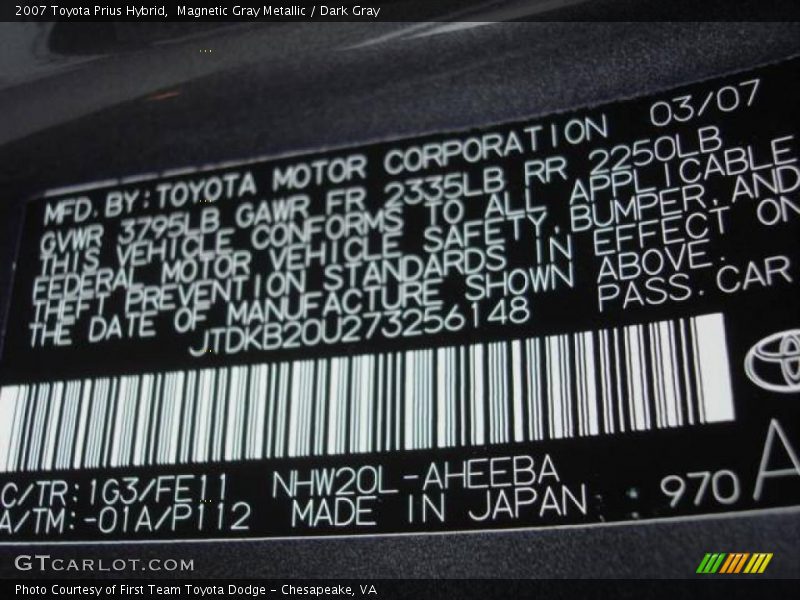 2007 Toyota Prius Hybrid,  Magnetic Gray Metallic / Dark Gray
MFD. BY: TOYOTA MOTOR CORPORATION 03/07
GVWR 3795LB GAWR FR 2335LB RR 2250LB
THIS VEHICLE CONFORMS TO ALL APPLICABLE
FEDERAL MOTOR VEHICLE SAFETY, BUMPER, AND
THEFT PREVENTION STANDARDS IN EFFECT ON
THE DATE OF MANUFACTURE SHOWN ABOVE.
JTDKB20U273256148 PASS. CAR
C/TR: 1G3/FE11 NHW20L-AHEEBA
A/TM: -01A/P112 MADE IN JAPAN 970 A
GTCARLOT.COM
Photo Courtesy of First Team Toyota Dodge - Chesapeake, VA